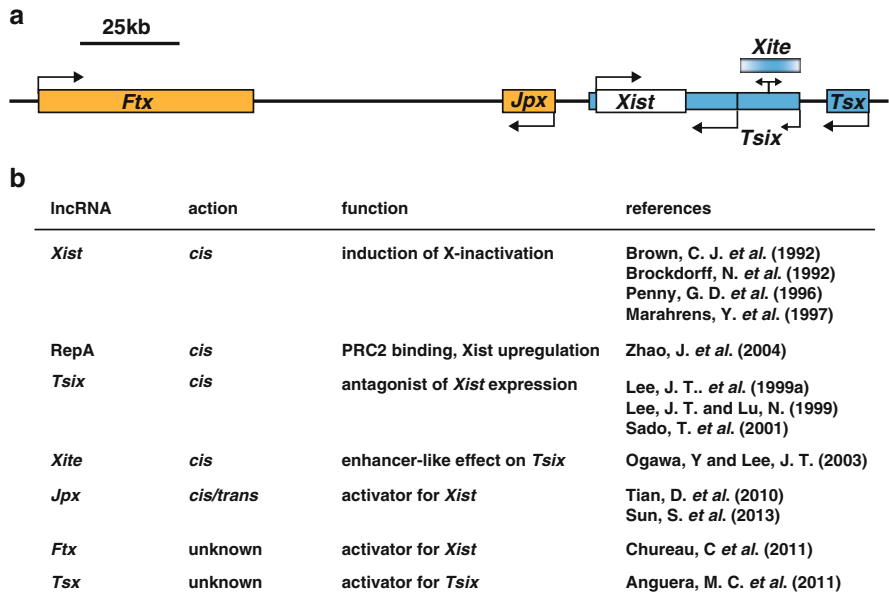 a
25kb
Xite
Ftx
Jpx
Xist
Tsx
Tsix
b
lncRNA action function references
Xist cis induction of X-inactivation Brown, C. J. et al. (1992)
Brockdorff, N. et al. (1992)
Penny, G. D. et al. (1996)
Marahrens, Y. et al. (1997)
RepA cis PRC2 binding, Xist upregulation Zhao, J. et al. (2004)
Tsix cis antagonist of Xist expression Lee, J. T.. et al. (1999a)
Lee, J. T. and Lu, N. (1999)
Sado, T. et al. (2001)
Xite cis enhancer-like effect on Tsix Ogawa, Y and Lee, J. T. (2003)
Jpx cis/trans activator for Xist Tian, D. et al. (2010)
Sun, S. et al. (2013)
Ftx unknown activator for Xist Chureau, C et al. (2011)
Tsx unknown activator for Tsix Anguera, M. C. et al. (2011)